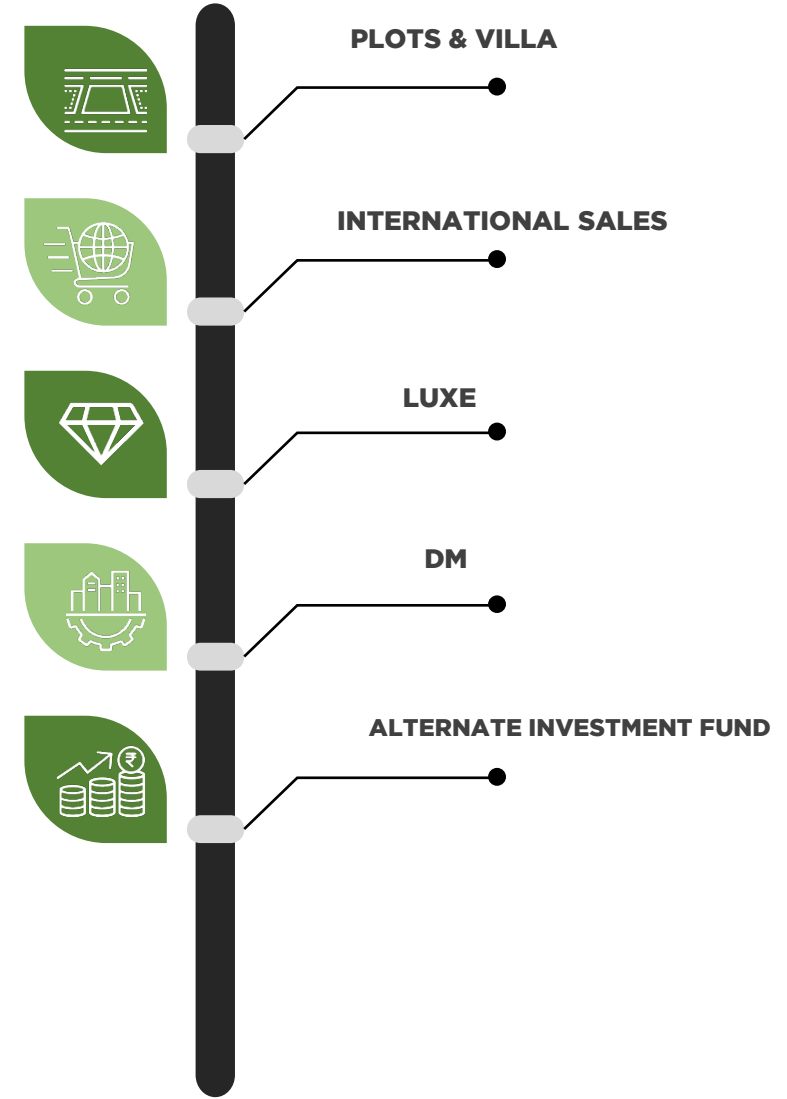 PLOTS & VILLA
INTERNATIONAL SALES
LUXE
DM
ALTERNATE INVESTMENT FUND
₹